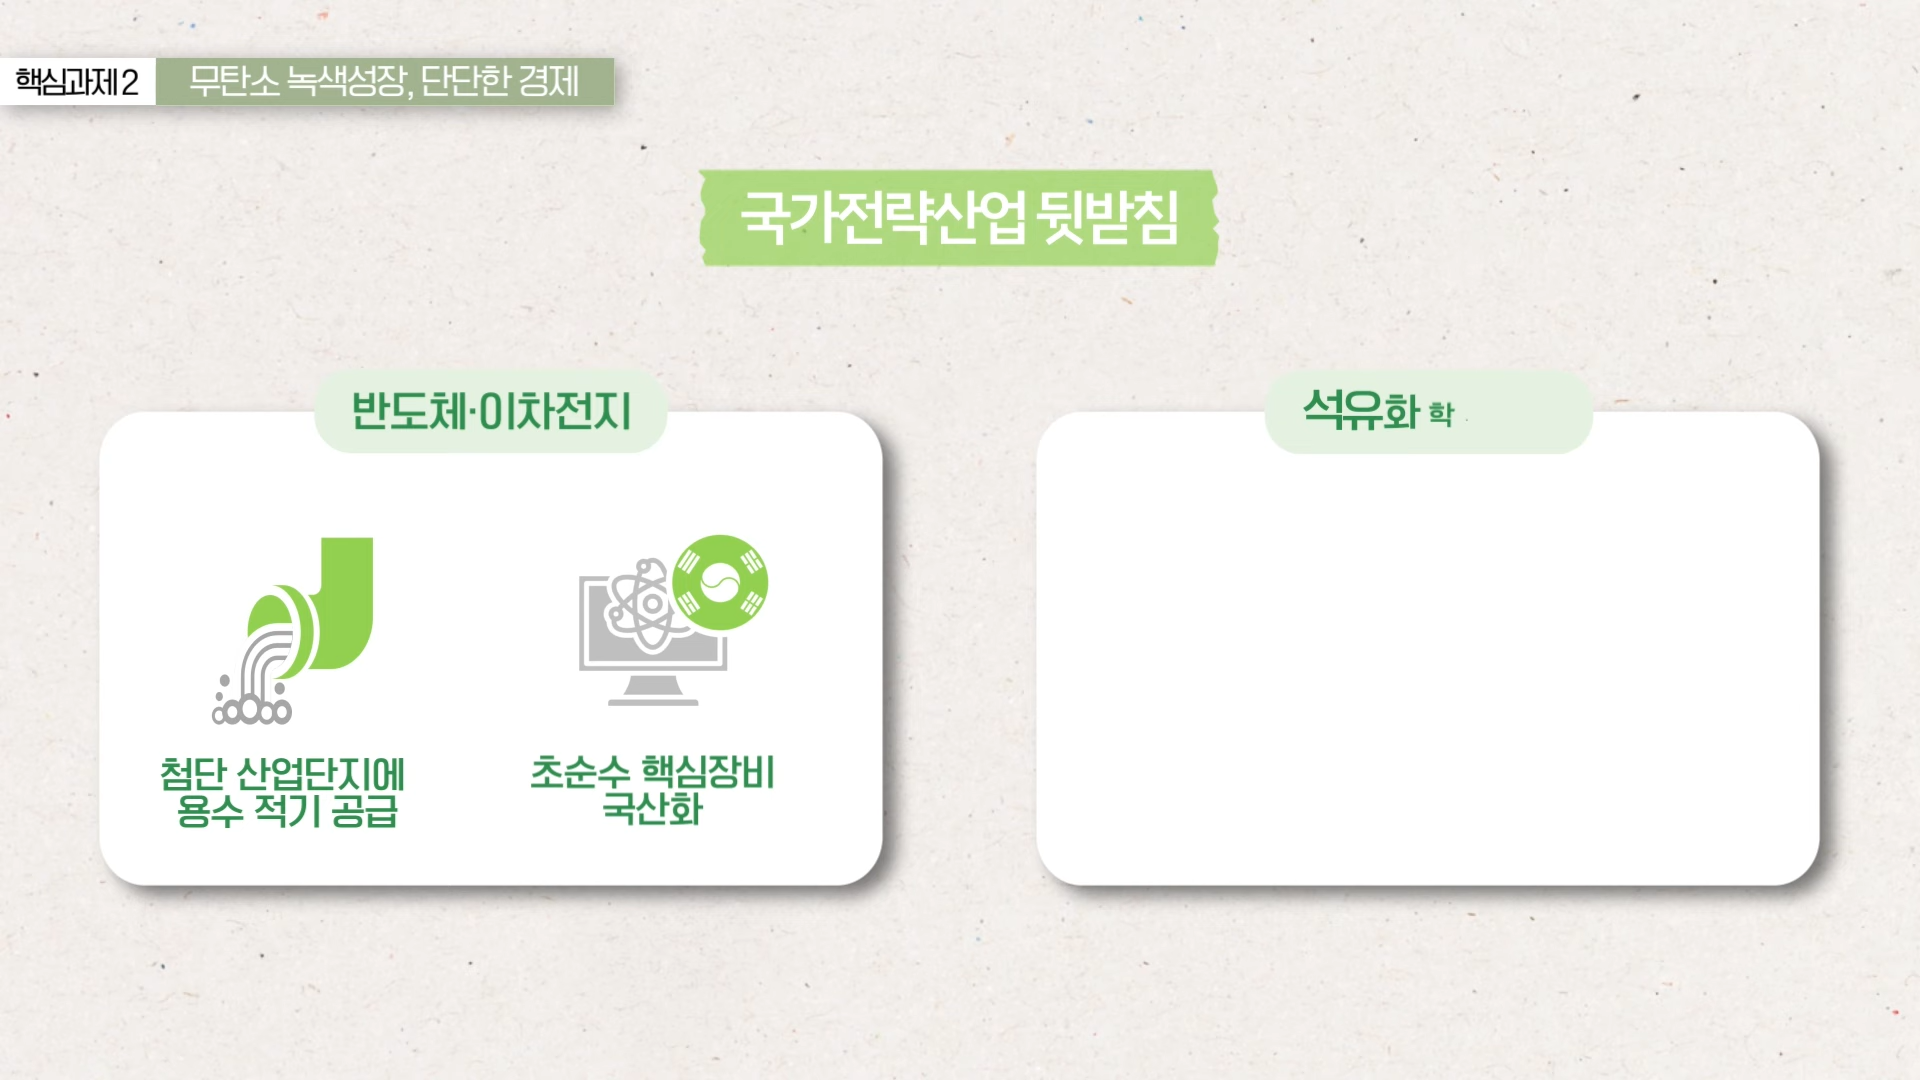 핵심과제2
무탄소 녹색성장, 단단한 경제
국가전략산업 뒷받침
반도체·이차전지
첨단 산업단지에
용수 적기 공급
초순수 핵심장비
국산화
석유화학